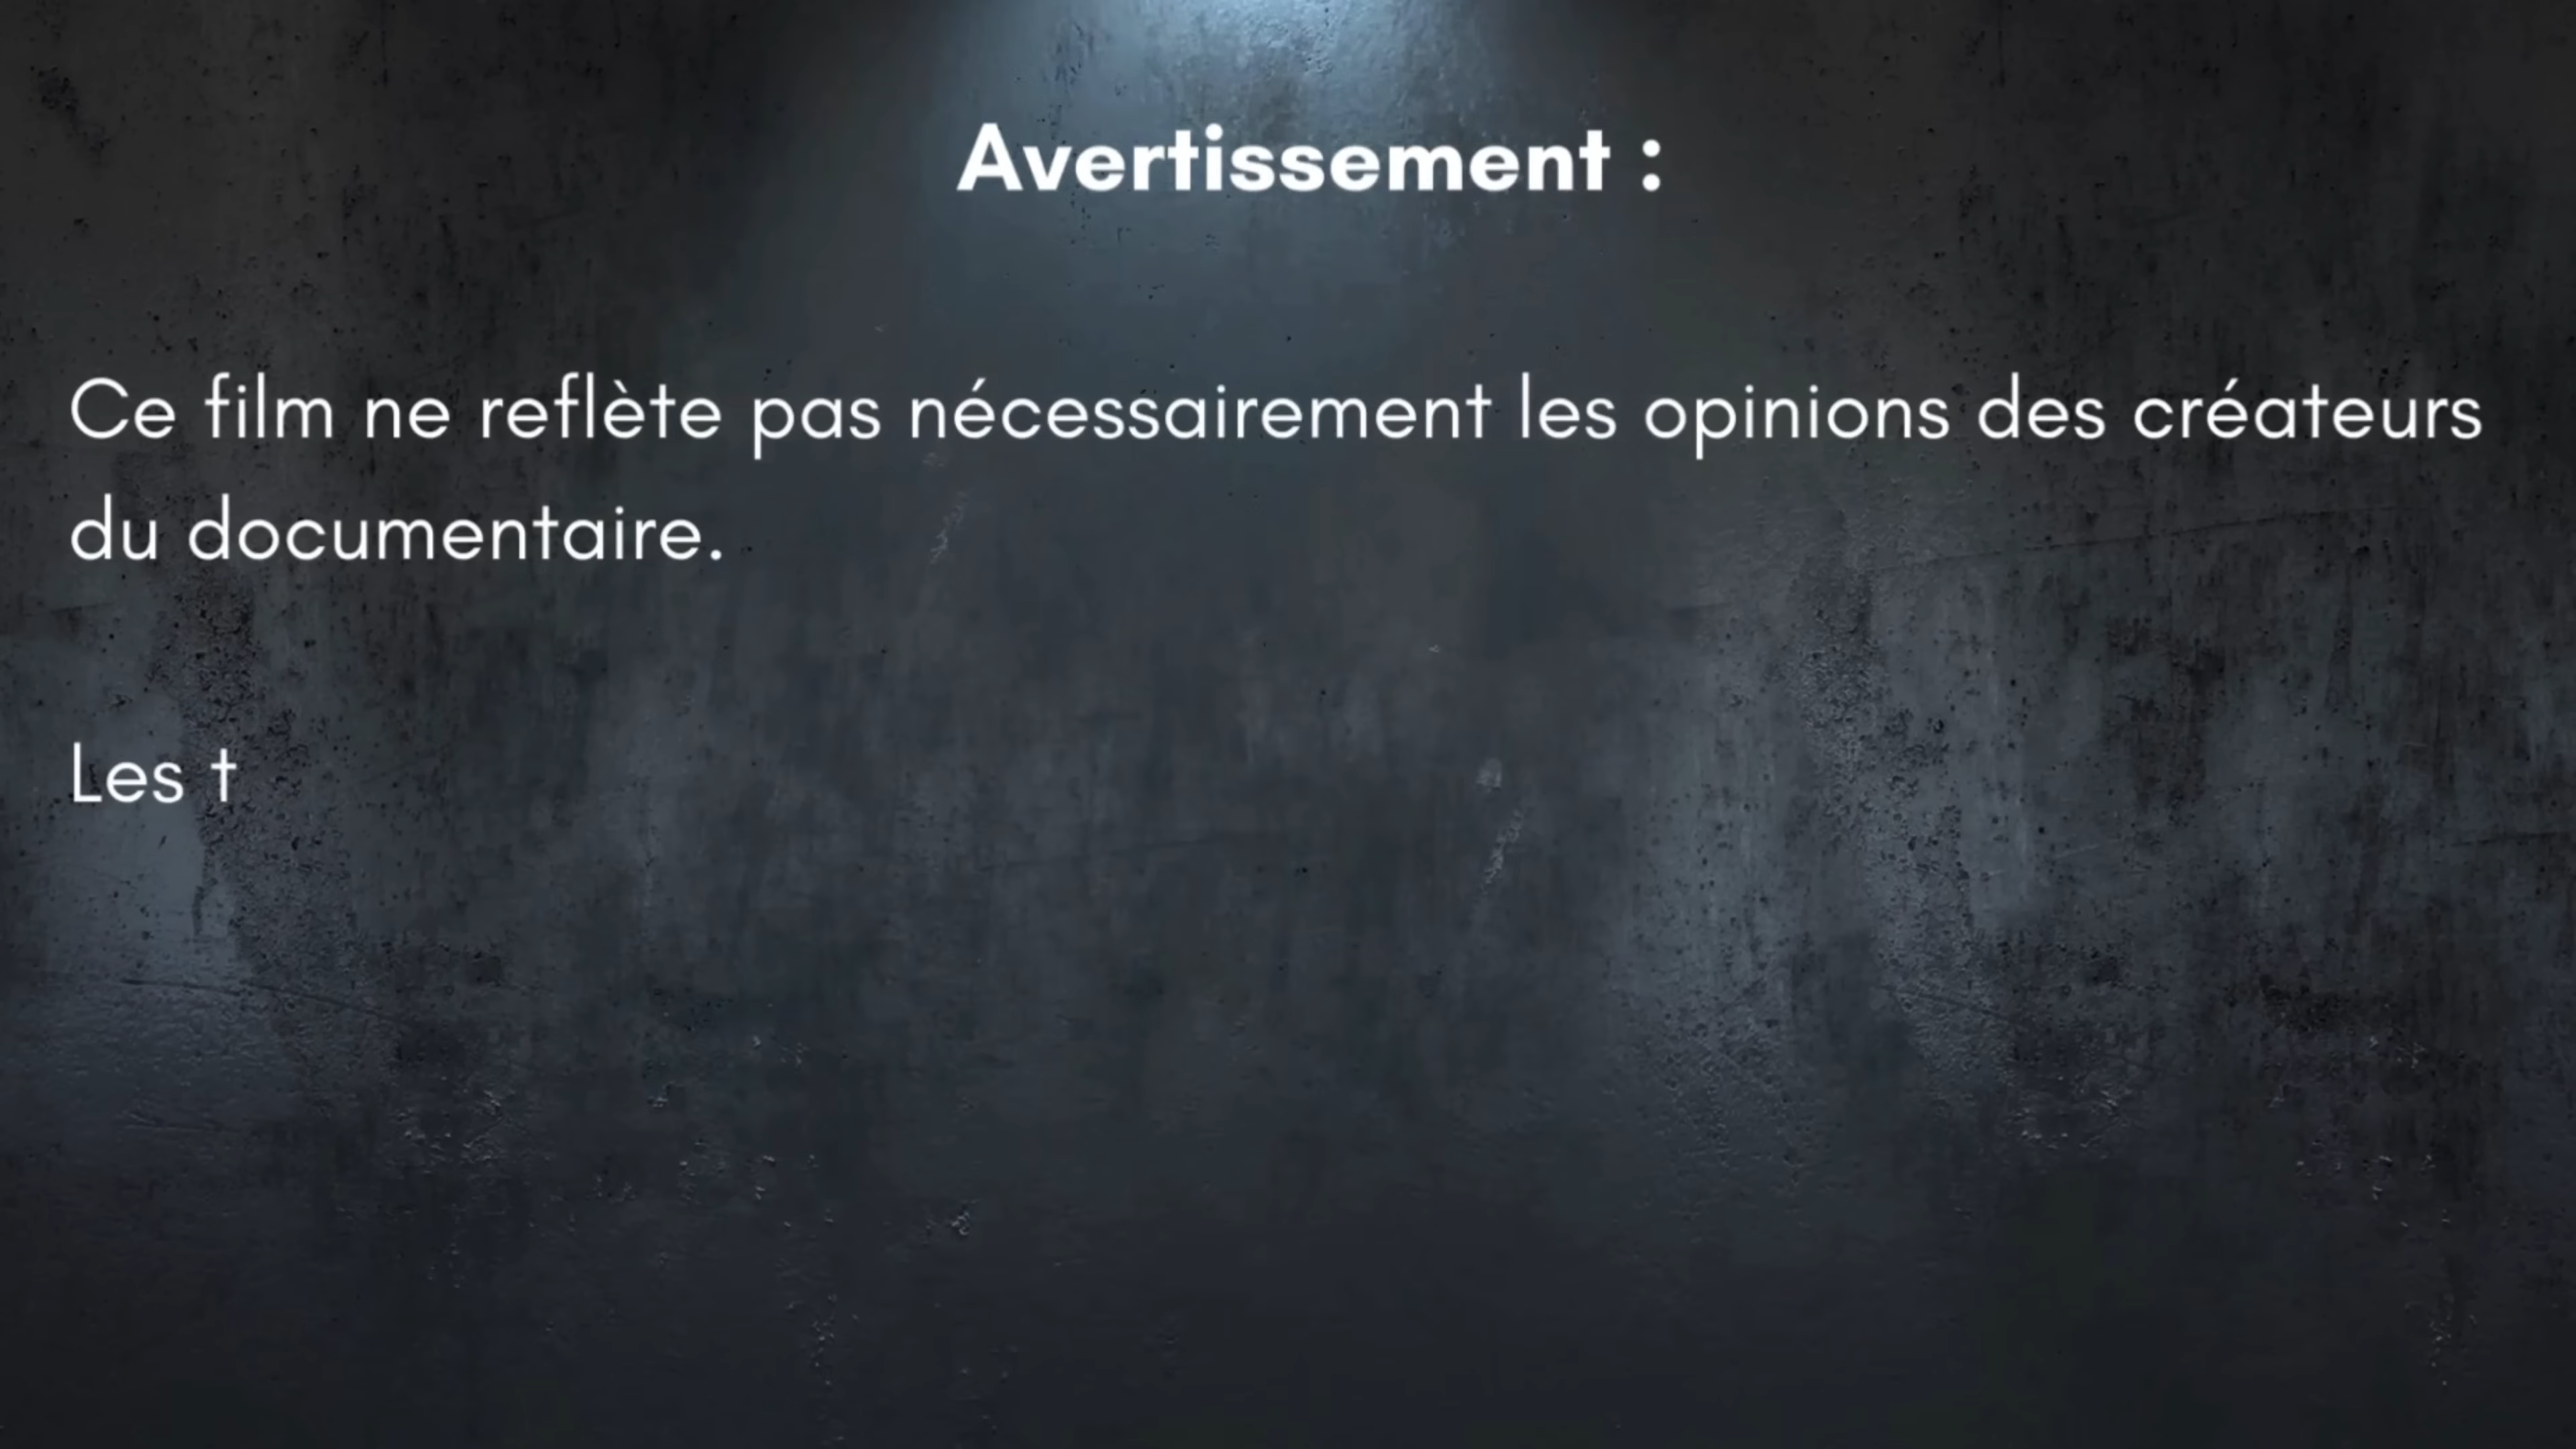 Avertissement :
Ce film ne reflète pas nécessairement les opinions des créateurs
du documentaire.
Les t